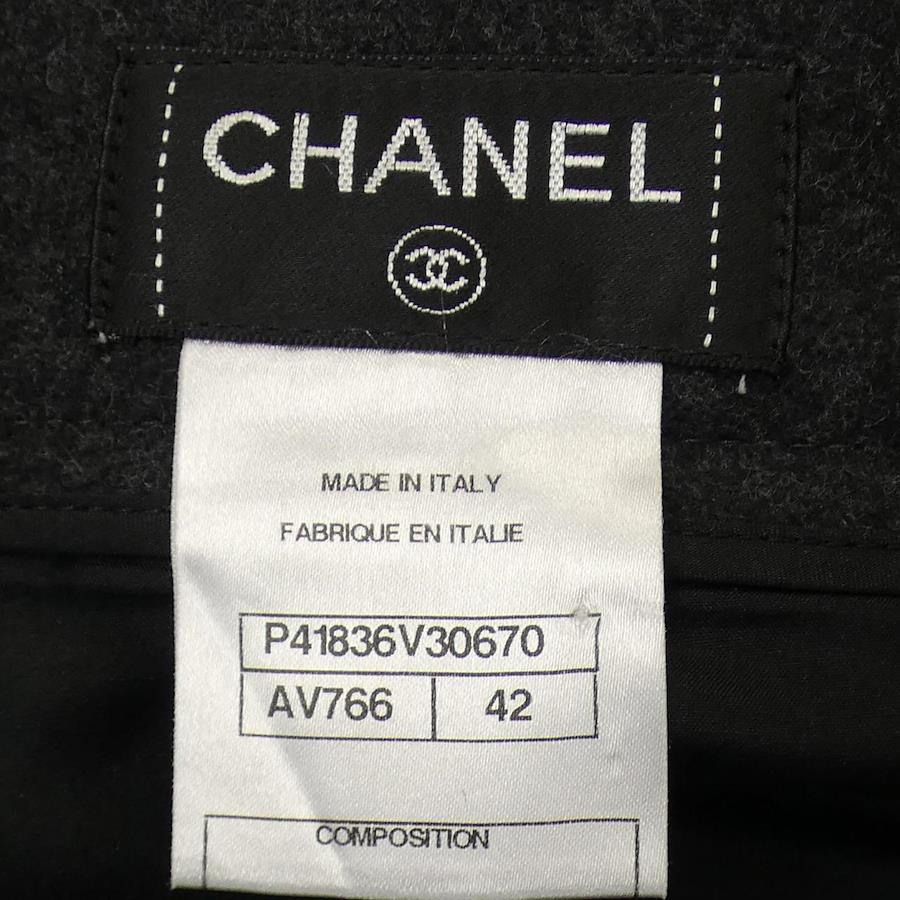 CHANEL
MADE IN ITALY
FABRIQUE EN ITALIE
P41836V30670
AV766 42
COMPOSITION